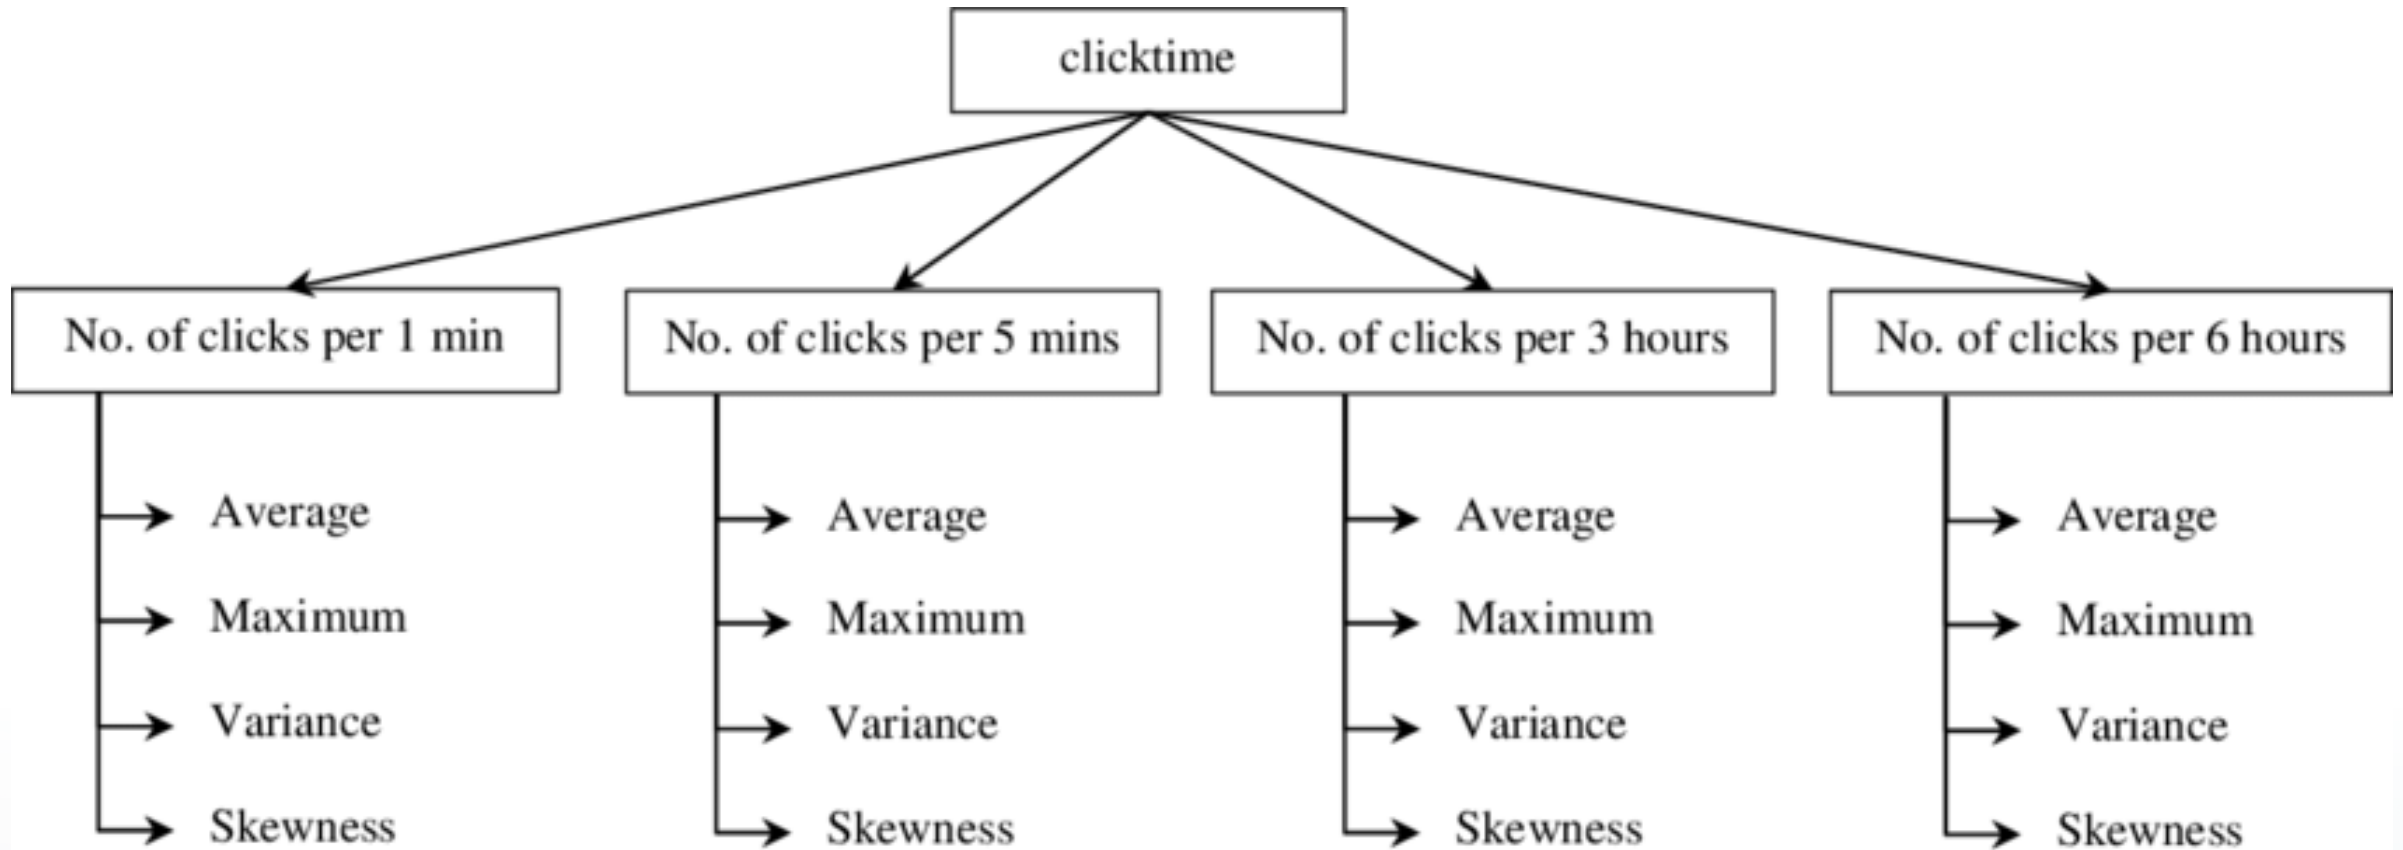 clicktime
No. of clicks per 1 min
No. of clicks per 5 mins
No. of clicks per 3 hours
No. of clicks per 6 hours
Average
Maximum
Variance
Skewness
Average
Maximum
Variance
Skewness
Average
Maximum
Variance
Skewness
Average
Maximum
Variance
Skewness